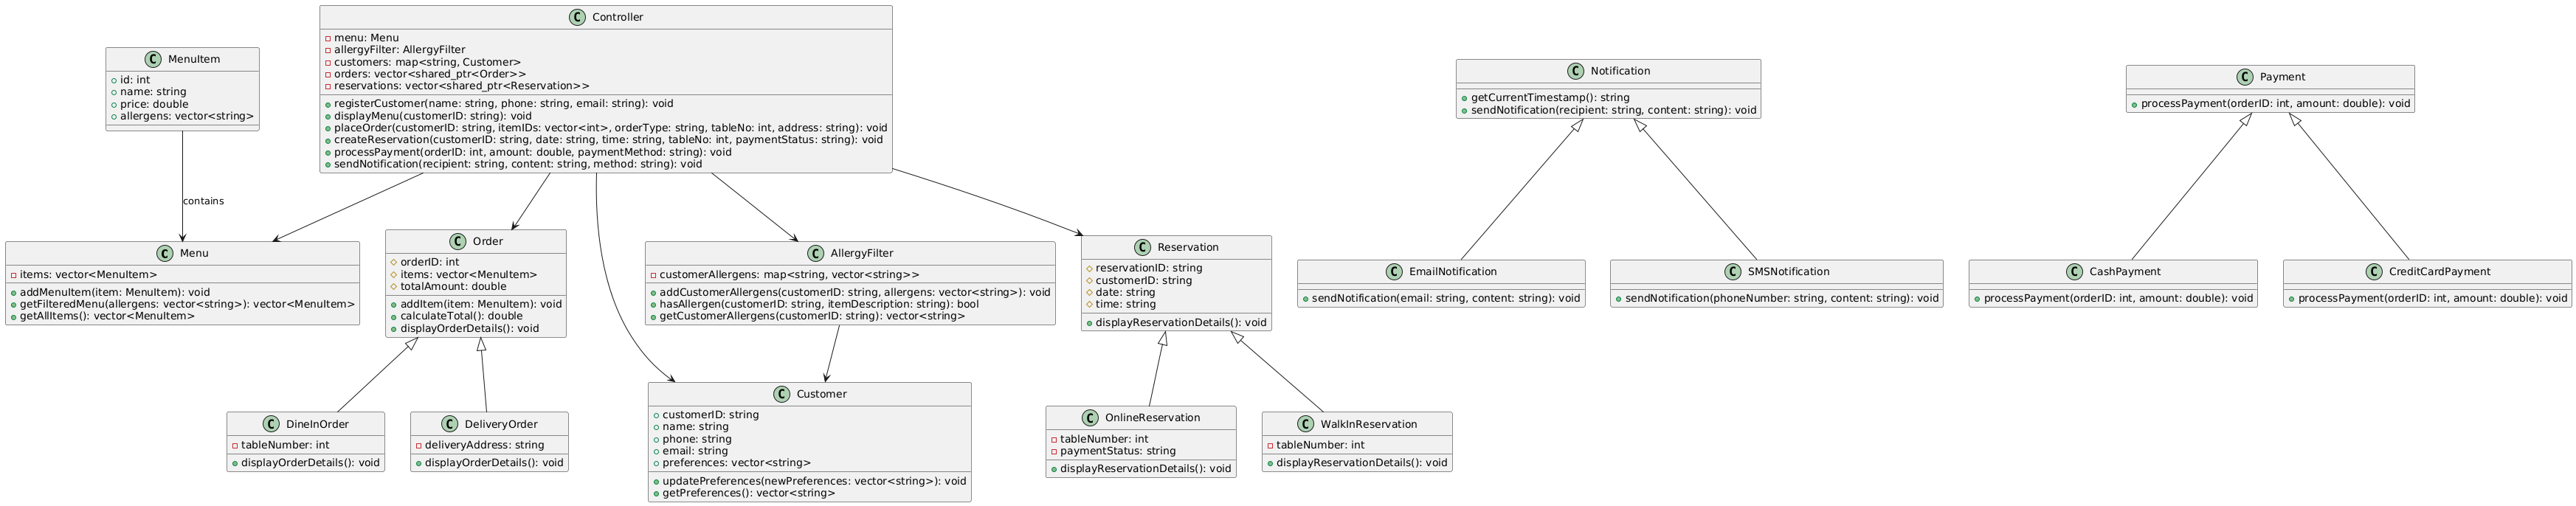 Controller
menu: Menu
allergyFilter: AllergyFilter
customers: map<string, Customer>
orders: vector<shared_ptr<Order>>
reservations: vector<shared_ptr<Reservation>>
registerCustomer(name: string, phone: string, email: string): void
displayMenu(customerID: string): void
placeOrder(customerID: string, itemIDs: vector<int>, orderType: string, tableNo: int, address: string): void
createReservation(customerID: string, date: string, time: string, tableNo: int, paymentStatus: string): void
processPayment(orderID: int, amount: double, paymentMethod: string): void
sendNotification(recipient: string, content: string, method: string): void
MenuItem
id: int
name: string
price: double
allergens: vector<string>
Notification
getCurrentTimestamp(): string
sendNotification(recipient: string, content: string): void
Payment
processPayment(orderID: int, amount: double): void
contains
Menu
items: vector<MenuItem>
addMenuItem(item: MenuItem): void
getFilteredMenu(allergens: vector<string>): vector<MenuItem>
getAllItems(): vector<MenuItem>
Order
orderID: int
items: vector<MenuItem>
totalAmount: double
addItem(item: MenuItem): void
calculateTotal(): double
displayOrderDetails(): void
AllergyFilter
customerAllergens: map<string, vector<string>>
addCustomerAllergens(customerID: string, allergens: vector<string>): void
hasAllergen(customerID: string, itemDescription: string): bool
getCustomerAllergens(customerID: string): vector<string>
Reservation
reservationID: string
customerID: string
date: string
time: string
displayReservationDetails(): void
EmailNotification
sendNotification(email: string, content: string): void
SMSNotification
sendNotification(phoneNumber: string, content: string): void
CashPayment
processPayment(orderID: int, amount: double): void
CreditCardPayment
processPayment(orderID: int, amount: double): void
DineInOrder
tableNumber: int
displayOrderDetails(): void
DeliveryOrder
deliveryAddress: string
displayOrderDetails(): void
Customer
customerID: string
name: string
phone: string
email: string
preferences: vector<string>
updatePreferences(newPreferences: vector<string>): void
getPreferences(): vector<string>
OnlineReservation
tableNumber: int
paymentStatus: string
displayReservationDetails(): void
WalkInReservation
tableNumber: int
displayReservationDetails(): void